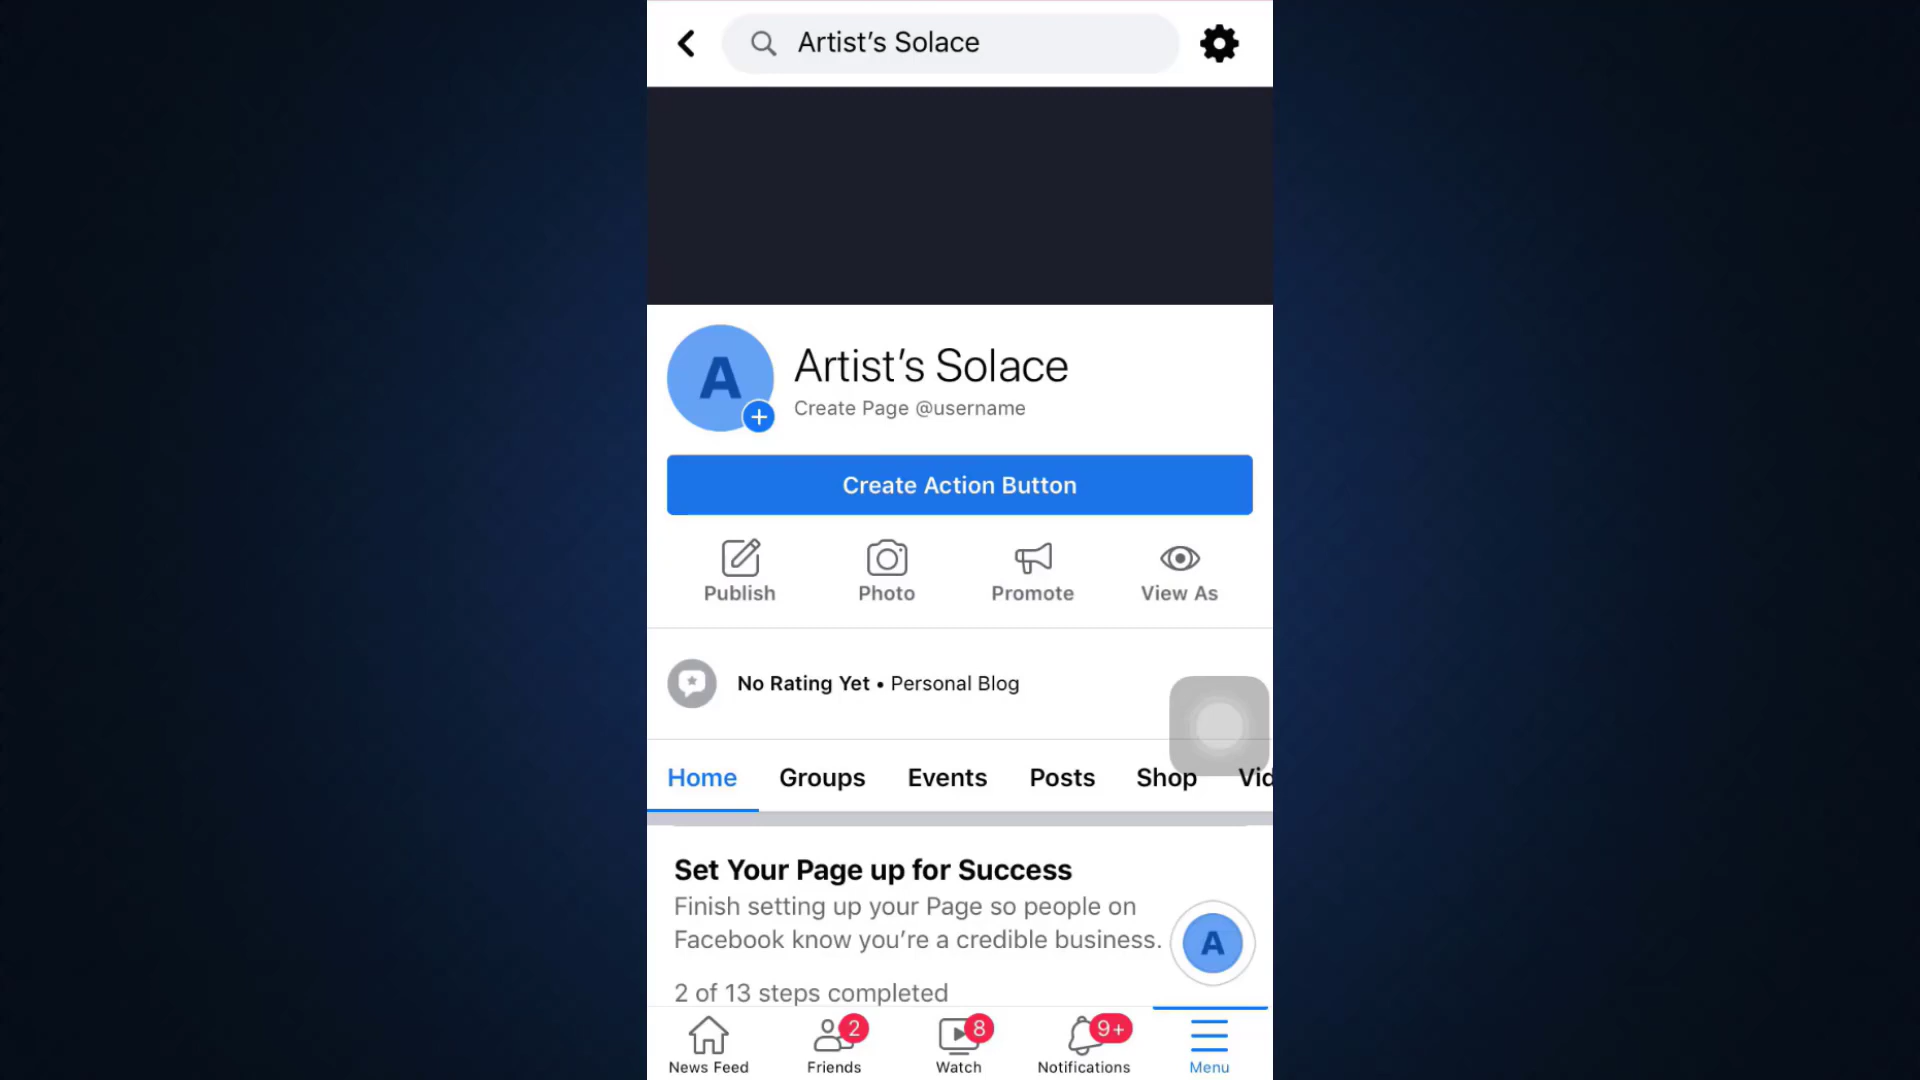 Artist’s Solace
A
Artist’s Solace
Create Page @username
Create Action Button
Publish Photo Promote View As
No Rating Yet • Personal Blog
Home Groups Events Posts Shop Vid
Set Your Page up for Success
Finish setting up your Page so people on
Facebook know you’re a credible business.
A
2 of 13 steps completed
2 8 9+
News Feed Friends Watch Notifications Menu